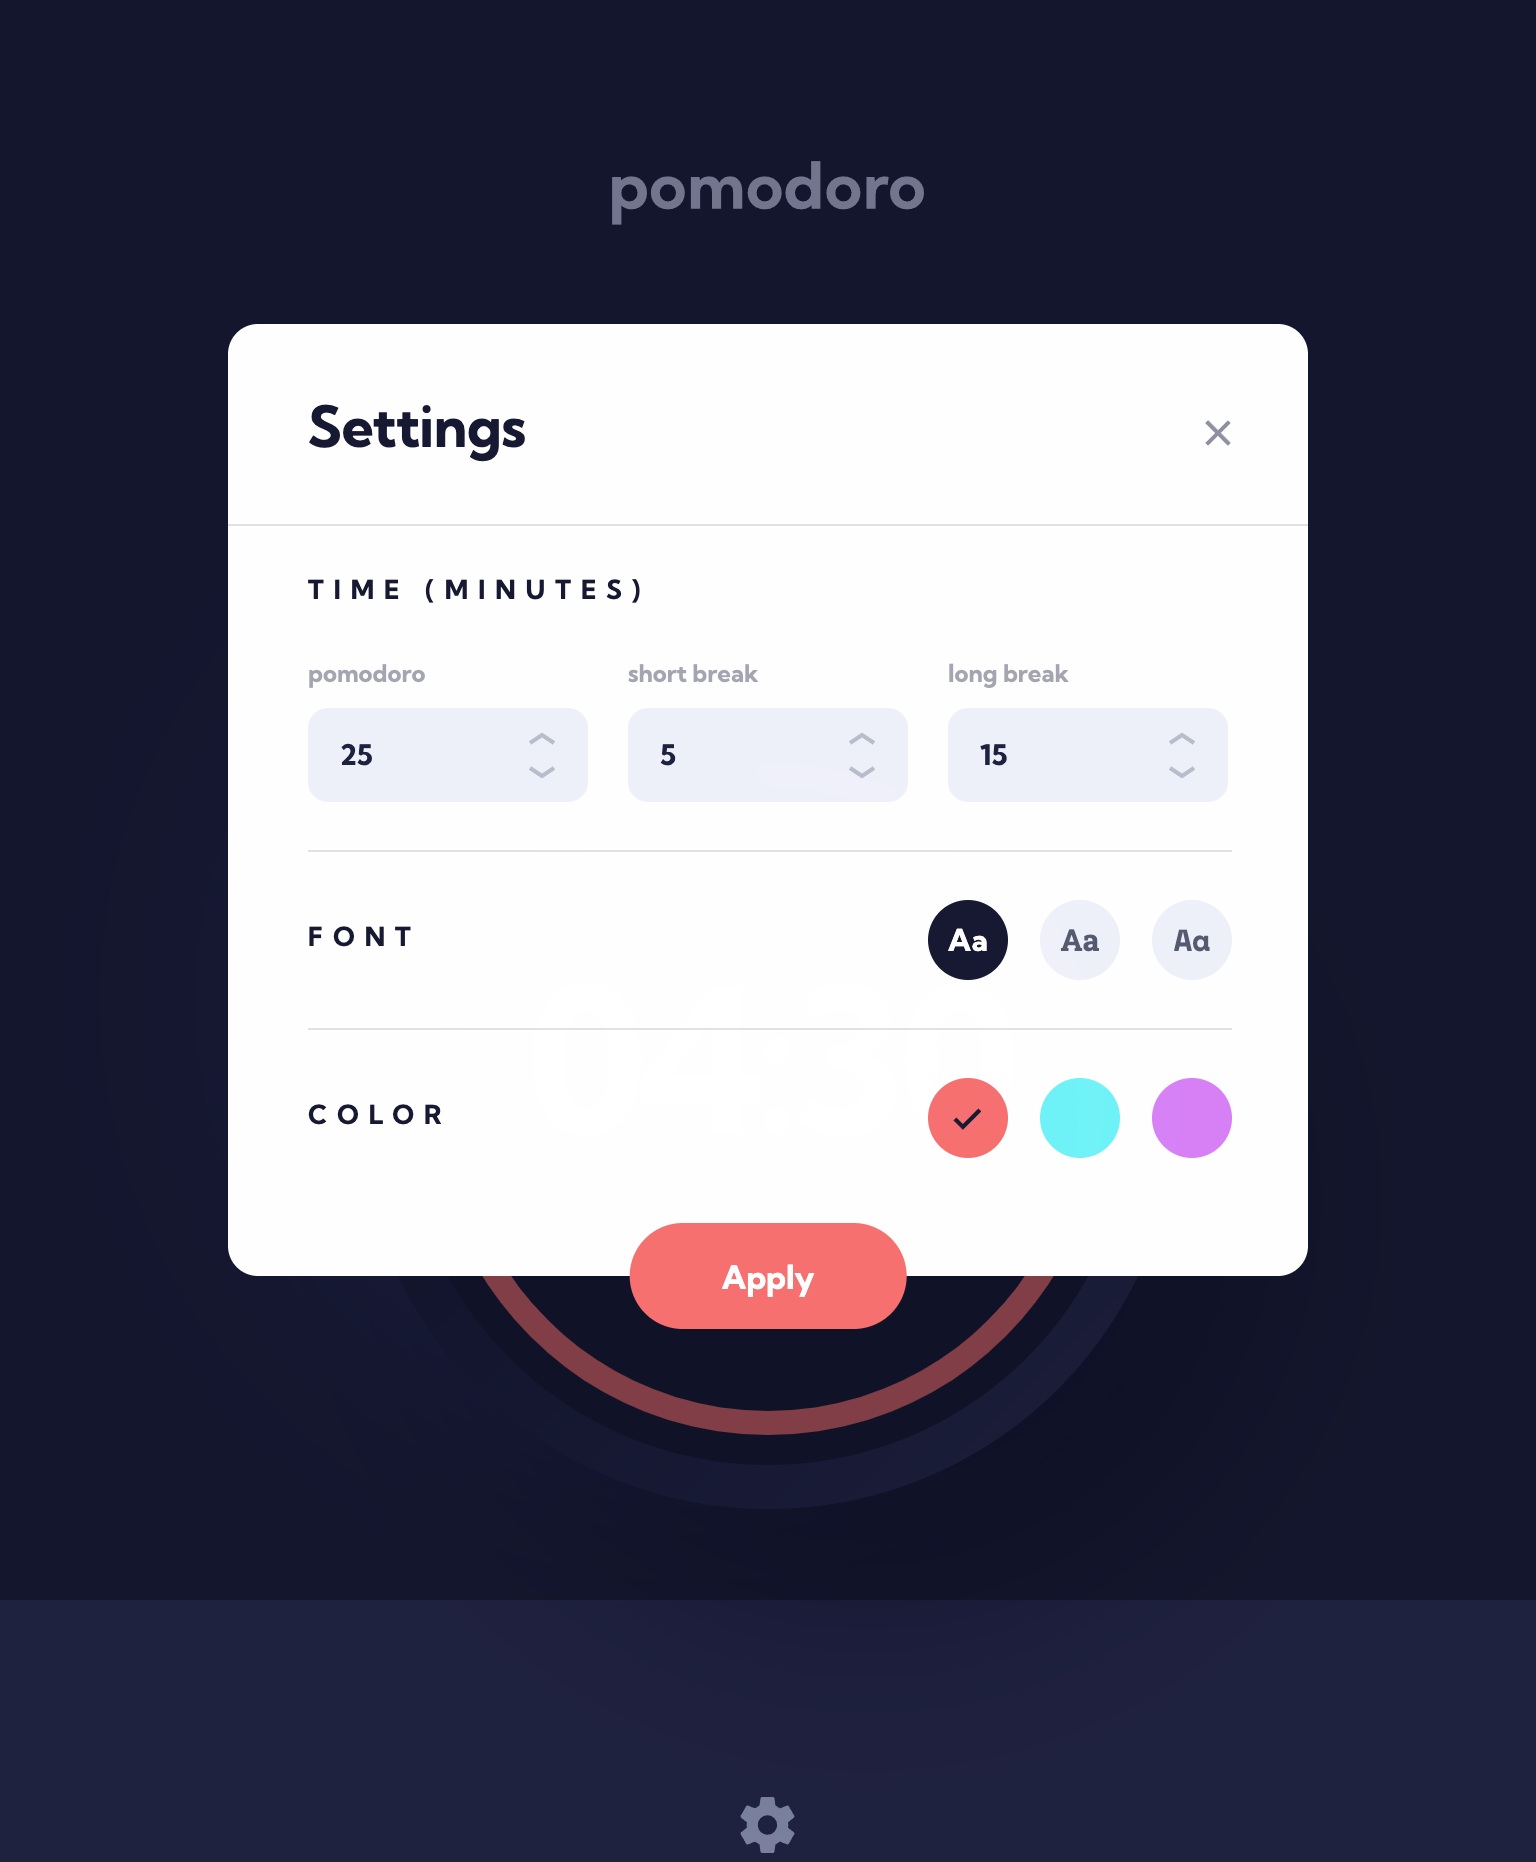 pomodoro
Settings
TIME (MINUTES)
pomodoro short break long break
25 5 15
FONT Aa Aa Aa
COLOR
Apply